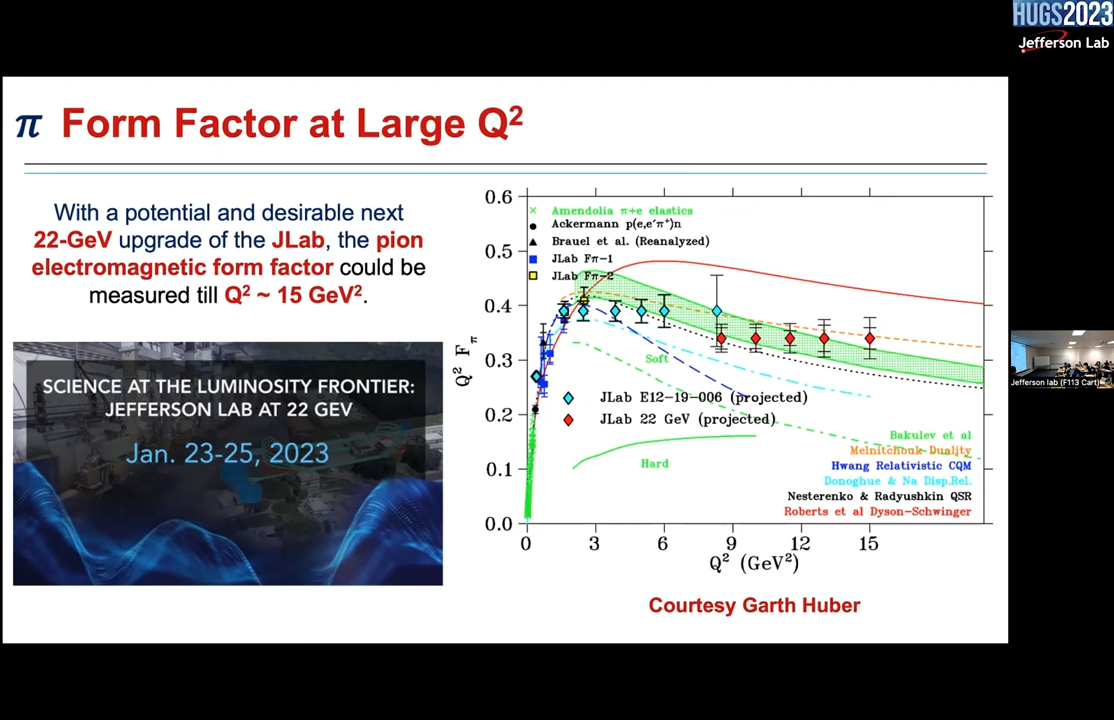 HUGS2023
Jefferson Lab
π Form Factor at Large Q²
With a potential and desirable next
22-GeV upgrade of the JLab, the pion
electromagnetic form factor could be
measured till Q² ~ 15 GeV².
SCIENCE AT THE LUMINOSITY FRONTIER:
JEFFERSON LAB AT 22 GEV
Jan. 23-25, 2023
0.6
0.5
0.4
0.3
0.2
0.1
0.0
Q² Fπ
Amendolia π+e elastics
Ackermann p(e,e′π⁺)n
Brauel et al. (Reanalyzed)
JLab Fπ-1
JLab Fπ-2
Soft
JLab E12-19-006 (projected)
JLab 22 GeV (projected)
Hard
Bakulev et al
Melnitchouk Duality
Hwang Relativistic CQM
Donoghue & Na Disp.Rel.
Nesterenko & Radyushkin QSR
Roberts et al Dyson-Schwinger
0 3 6 9 12 15
Q² (GeV²)
Courtesy Garth Huber
Jefferson lab (F113 Cart)